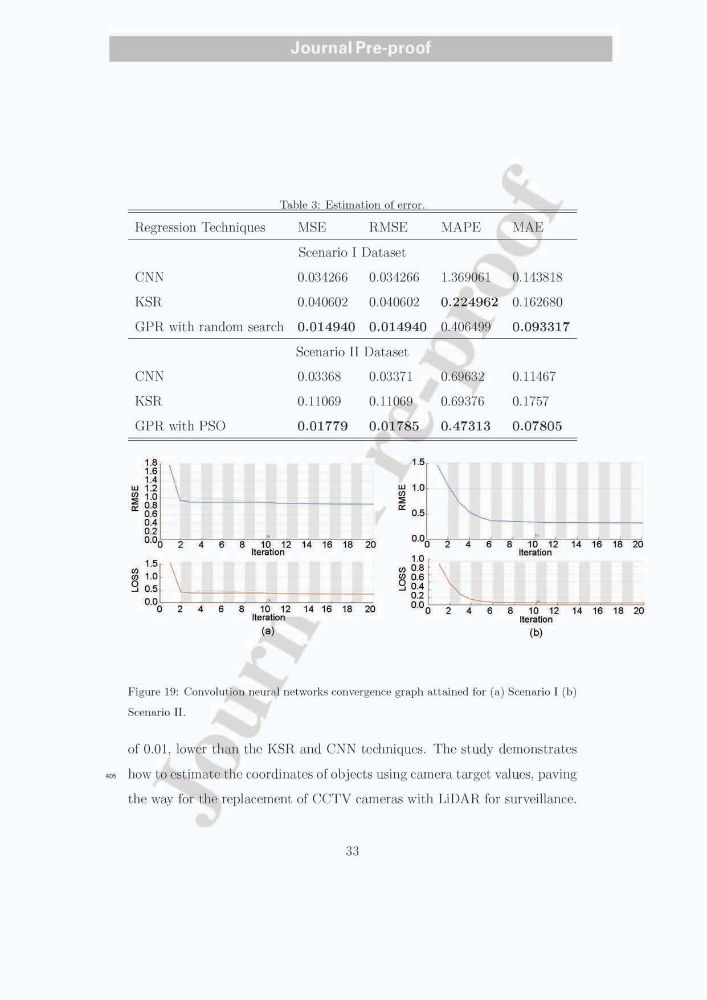 Journal Pre-proof
Table 3: Estimation of error.
Regression Techniques MSE RMSE MAPE MAE
Scenario I Dataset
CNN 0.034266 0.034266 1.369061 0.143818
KSR 0.040602 0.040602 0.224962 0.162680
GPR with random search 0.014940 0.014940 0.406499 0.093317
Scenario II Dataset
CNN 0.03368 0.03371 0.69632 0.11467
KSR 0.11069 0.11069 0.69376 0.1757
GPR with PSO 0.01779 0.01785 0.47313 0.07805
RMSE
1.8
1.6
1.4
1.2
1.0
0.8
0.6
0.4
0.2
0.0
0 2 4 6 8 10 12 14 16 18 20
Iteration
LOSS
1.5
1.0
0.5
0.0
0 2 4 6 8 10 12 14 16 18 20
Iteration
(a)
RMSE
1.5
1.0
0.5
0.0
0 2 4 6 8 10 12 14 16 18 20
Iteration
LOSS
1.0
0.8
0.6
0.4
0.2
0.0
0 2 4 6 8 10 12 14 16 18 20
Iteration
(b)
Figure 19: Convolution neural networks convergence graph attained for (a) Scenario I (b)
Scenario II.
of 0.01, lower than the KSR and CNN techniques. The study demonstrates
405 how to estimate the coordinates of objects using camera target values, paving
the way for the replacement of CCTV cameras with LiDAR for surveillance.
33